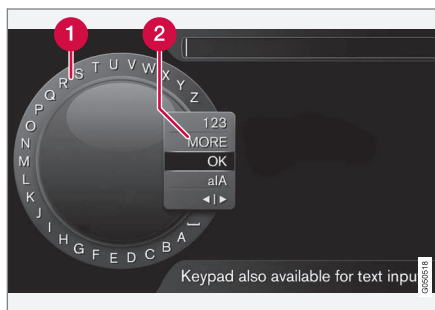 1
2
A B C D E F G H I J K L M N O P Q R S T U V W X Y Z
123
MORE
OK
a|A
◄|►
Keypad also available for text input
G050518